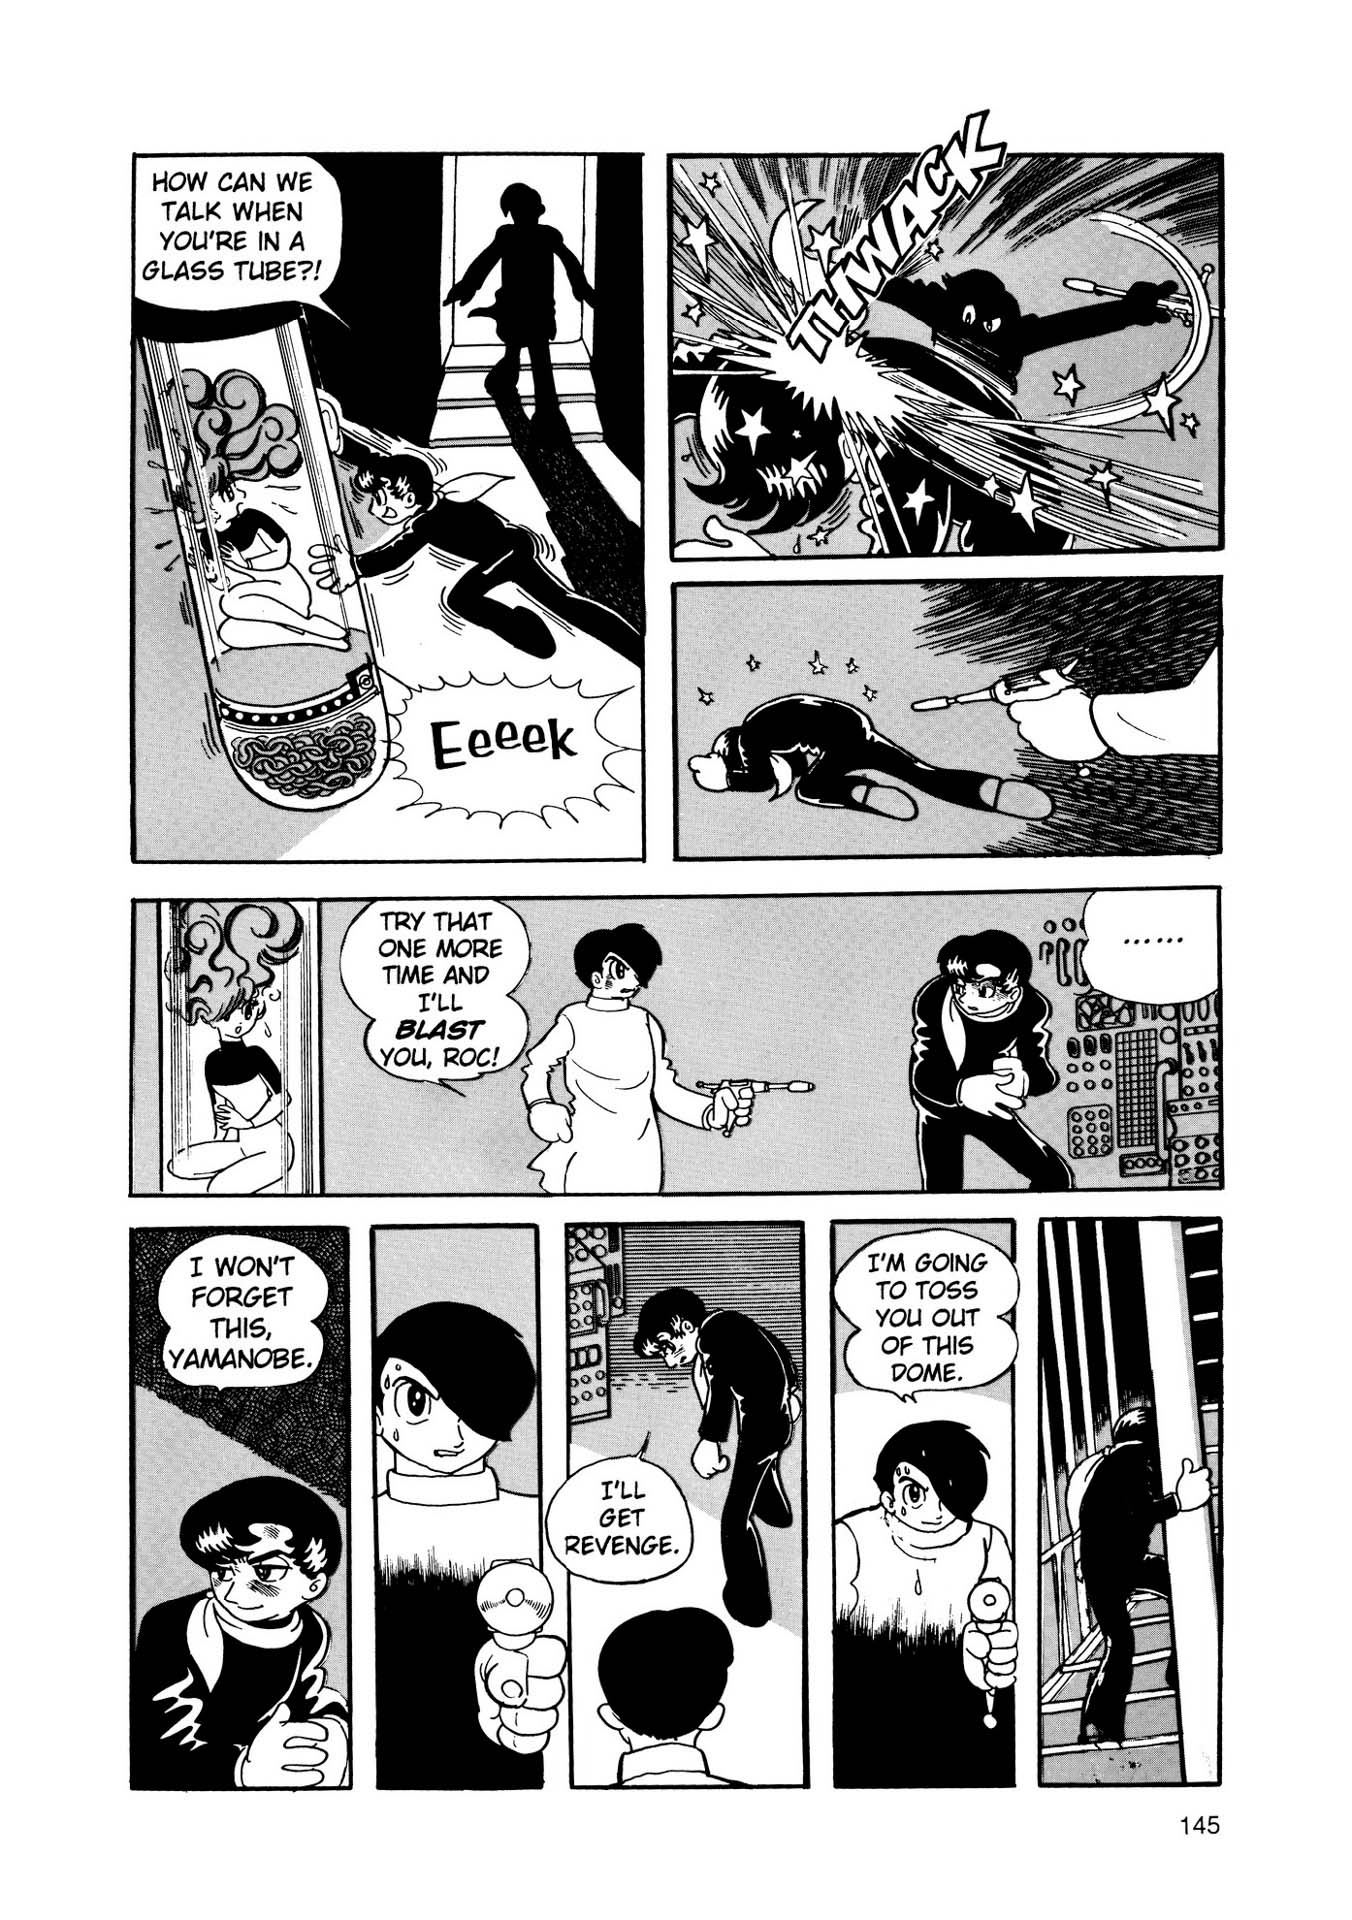 HOW CAN WE
TALK WHEN
YOU'RE IN A
GLASS TUBE?!
Eeeek
THWACK
TRY THAT
ONE MORE
TIME AND
I'LL
BLAST
YOU, ROC!
......
I WON'T
FORGET
THIS,
YAMANOBE.
I'LL
GET
REVENGE.
I'M GOING
TO TOSS
YOU OUT
OF THIS
DOME.
145